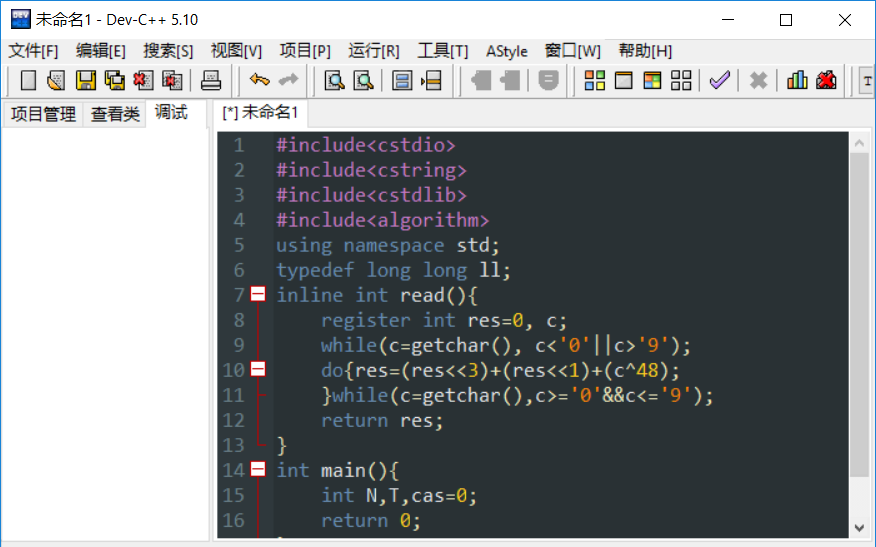 未命名1 - Dev-C++ 5.10
文件[F] 编辑[E] 搜索[S] 视图[V] 项目[P] 运行[R] 工具[T] AStyle 窗口[W] 帮助[H]
项目管理 查看类 调试 [*] 未命名1
1 #include<cstdio>
2 #include<cstring>
3 #include<cstdlib>
4 #include<algorithm>
5 using namespace std;
6 typedef long long ll;
7 inline int read(){
8     register int res=0, c;
9     while(c=getchar(), c<'0'||c>'9');
10     do{res=(res<<3)+(res<<1)+(c^48);
11     }while(c=getchar(),c>='0'&&c<='9');
12     return res;
13 }
14 int main(){
15     int N,T,cas=0;
16     return 0;